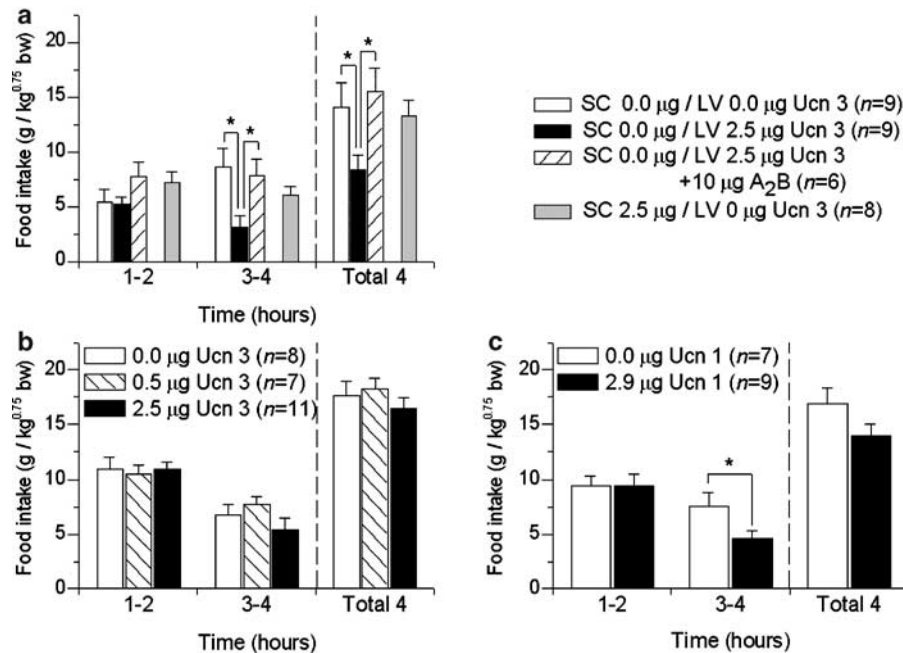 a
20
15
10
5
0
Food intake (g / kg^0.75 bw)
*
*
*
*
1-2
3-4
Total 4
Time (hours)
SC 0.0 µg / LV 0.0 µg Ucn 3 (n=9)
SC 0.0 µg / LV 2.5 µg Ucn 3 (n=9)
SC 0.0 µg / LV 2.5 µg Ucn 3
+10 µg A₂B (n=6)
SC 2.5 µg / LV 0 µg Ucn 3 (n=8)
b
0.0 µg Ucn 3 (n=8)
0.5 µg Ucn 3 (n=7)
2.5 µg Ucn 3 (n=11)
20
15
10
5
0
Food intake (g / kg^0.75 bw)
1-2
3-4
Total 4
Time (hours)
c
0.0 µg Ucn 1 (n=7)
2.9 µg Ucn 1 (n=9)
20
15
10
5
0
Food intake (g / kg^0.75 bw)
*
1-2
3-4
Total 4
Time (hours)